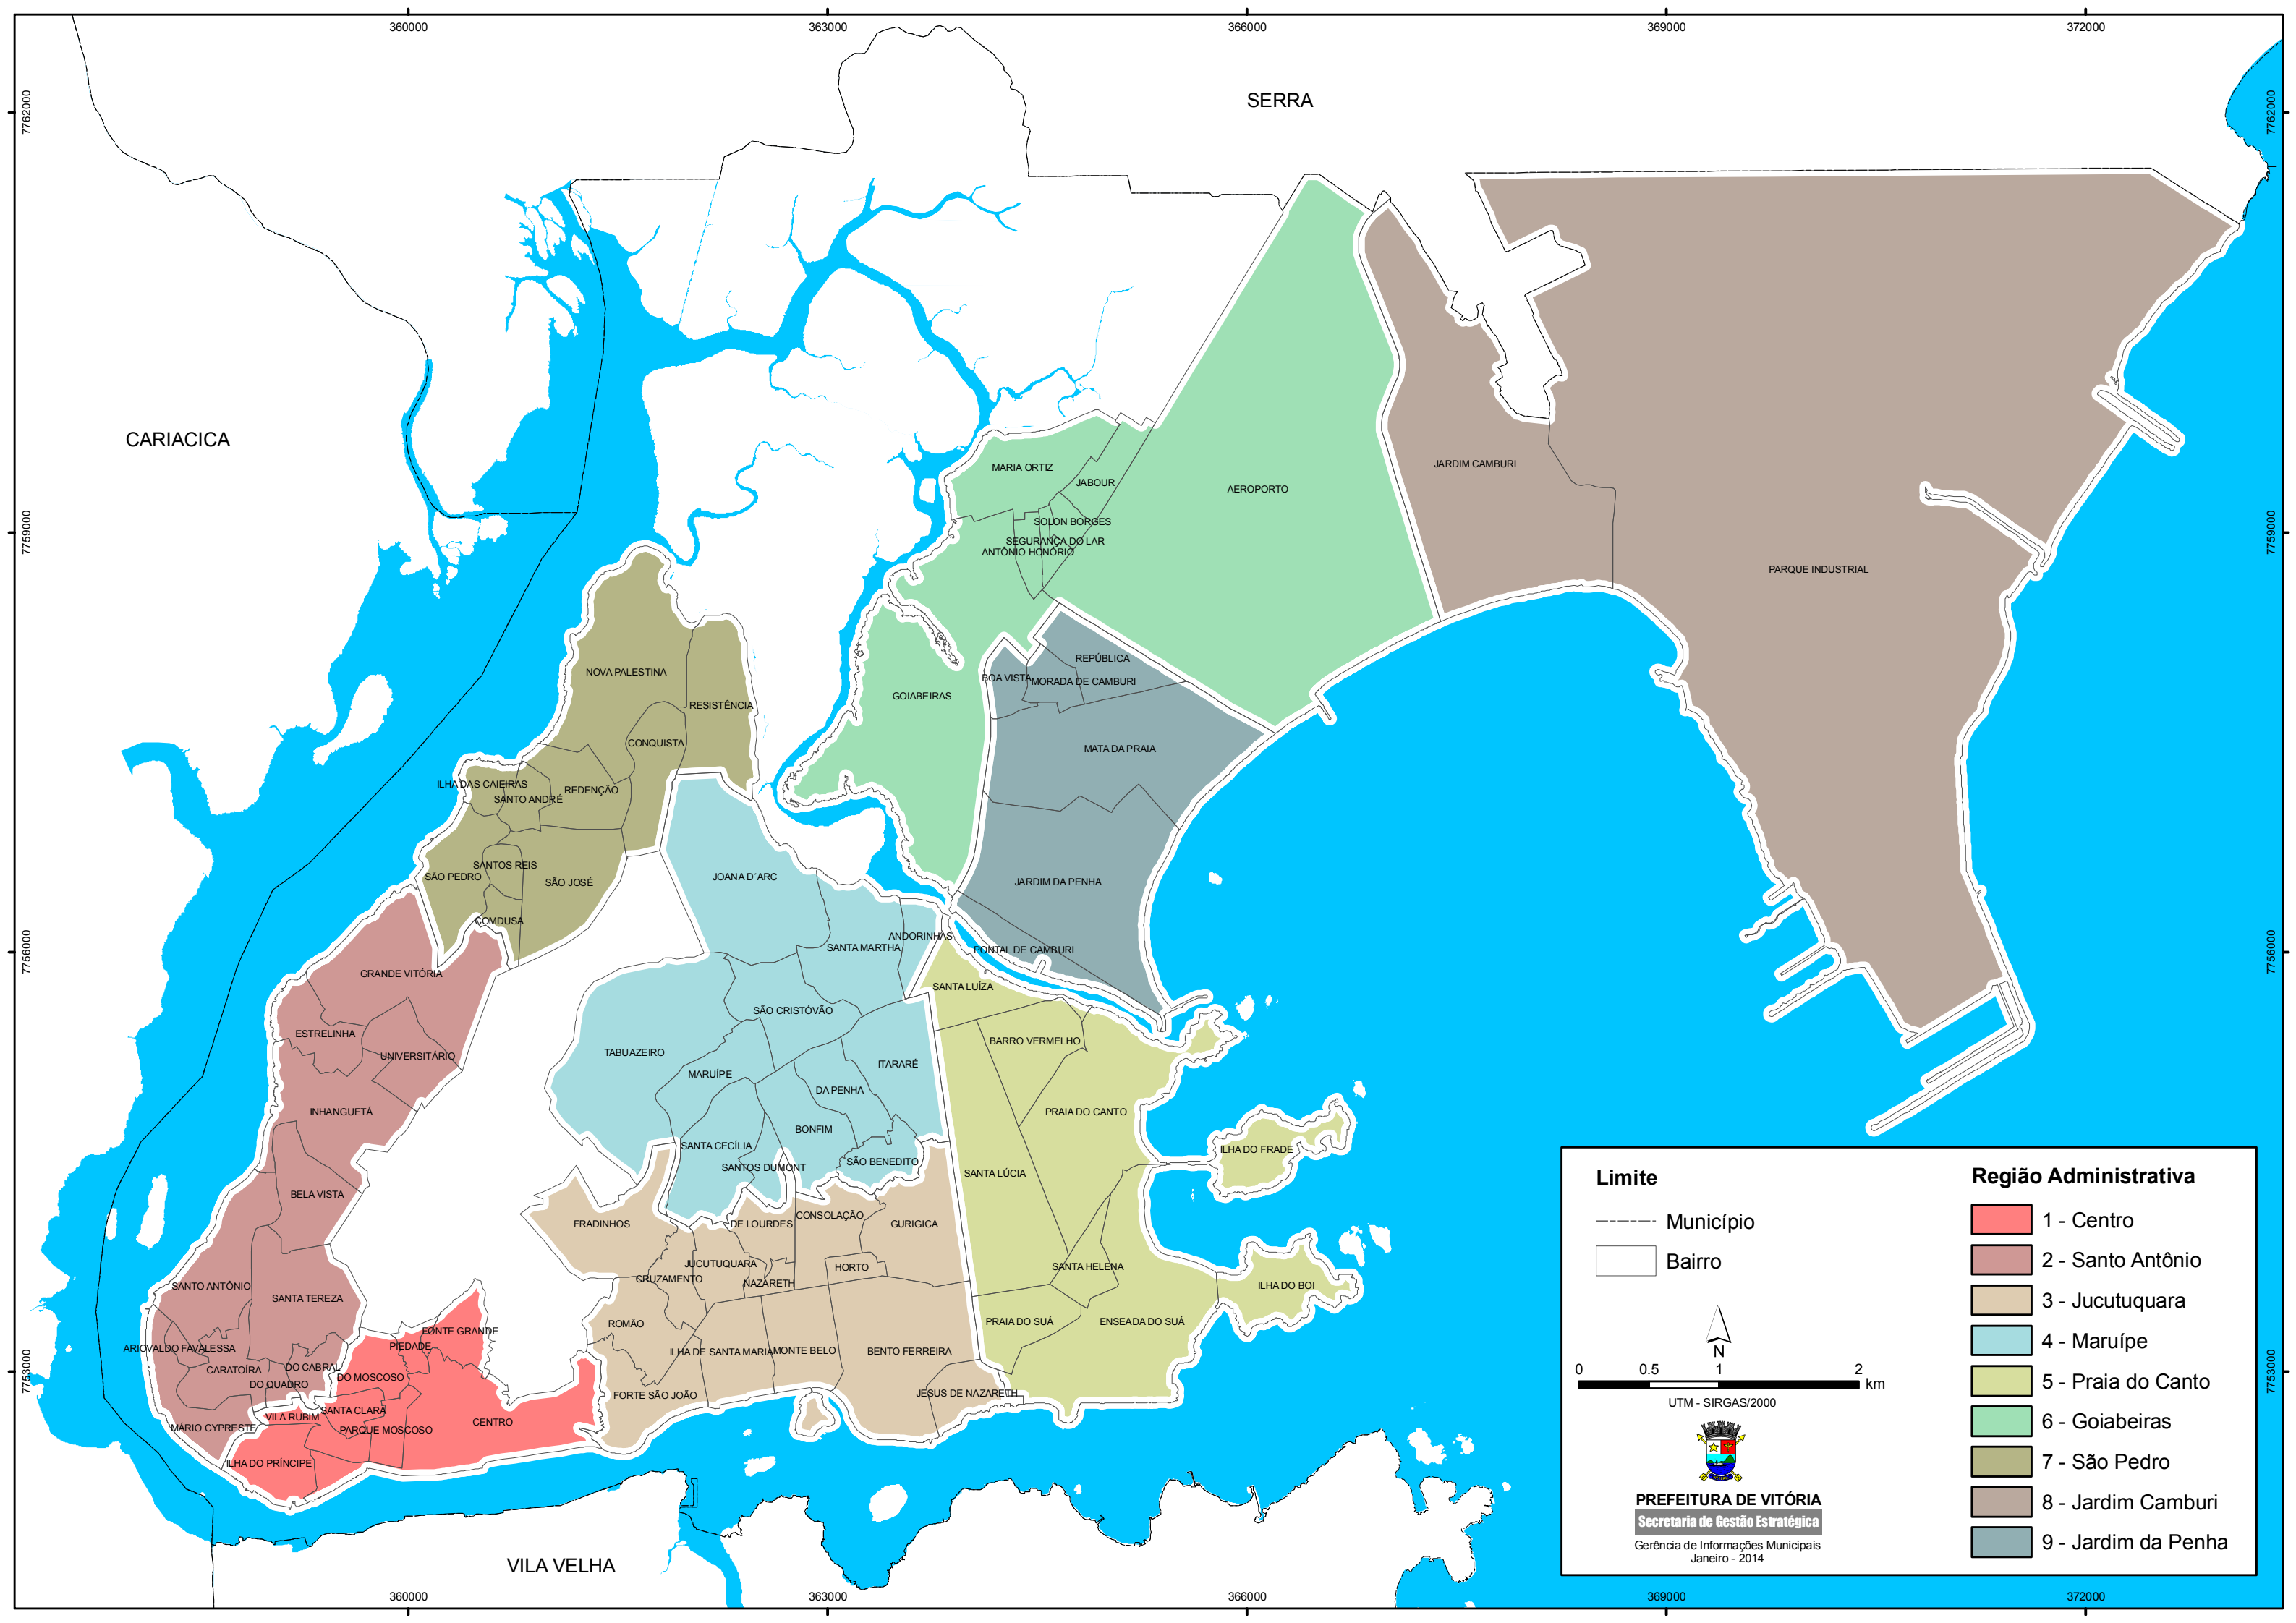 360000
363000
366000
369000
372000
7762000
7762000
SERRA
CARIACICA
MARIA ORTIZ
JABOUR
JARDIM CAMBURI
AEROPORTO
7759000
SOLON BORGES
SEGURANÇA DO LAR
ANTÔNIO HONÓRIO
7759000
PARQUE INDUSTRIAL
NOVA PALESTINA
REPÚBLICA
BOA VISTA
MORADA DE CAMBURI
GOIABEIRAS
RESISTÊNCIA
CONQUISTA
MATA DA PRAIA
ILHA DAS CAIEIRAS
REDENÇÃO
SANTO ANDRÉ
SANTOS REIS
SÃO PEDRO
SÃO JOSÉ
JOANA D´ARC
JARDIM DA PENHA
COMDUSA
ANDORINHAS
SANTA MARTHA
PONTAL DE CAMBURI
7756000
7756000
GRANDE VITÓRIA
SANTA LUÍZA
SÃO CRISTÓVÃO
ESTRELINHA
BARRO VERMELHO
UNIVERSITÁRIO
TABUAZEIRO
ITARARÉ
MARUÍPE
DA PENHA
INHANGUETÁ
PRAIA DO CANTO
BONFIM
SANTA CECÍLIA
ILHA DO FRADE
SANTOS DUMONT
SÃO BENEDITO
SANTA LÚCIA
BELA VISTA
FRADINHOS
DE LOURDES
CONSOLAÇÃO
GURIGICA
JUCUTUQUARA
HORTO
SANTA HELENA
CRUZAMENTO
NAZARETH
SANTO ANTÔNIO
ILHA DO BOI
SANTA TEREZA
ROMÃO
PRAIA DO SUÁ
ENSEADA DO SUÁ
FONTE GRANDE
PIEDADE
ARIOVALDO FAVALESSA
ILHA DE SANTA MARIA
MONTE BELO
BENTO FERREIRA
7753000
7753000
CARATOÍRA
DO CABRAL
DO MOSCOSO
DO QUADRO
FORTE SÃO JOÃO
JESUS DE NAZARETH
SANTA CLARA
VILA RUBIM
MÁRIO CYPRESTE
PARQUE MOSCOSO
CENTRO
ILHA DO PRÍNCIPE
VILA VELHA
Limite
Município
Bairro
N
0 0.5 1 2
km
UTM - SIRGAS/2000
VITÓRIA
PREFEITURA DE VITÓRIA
Secretaria de Gestão Estratégica
Gerência de Informações Municipais
Janeiro - 2014
Região Administrativa
1 - Centro
2 - Santo Antônio
3 - Jucutuquara
4 - Maruípe
5 - Praia do Canto
6 - Goiabeiras
7 - São Pedro
8 - Jardim Camburi
9 - Jardim da Penha
360000
363000
366000
369000
372000